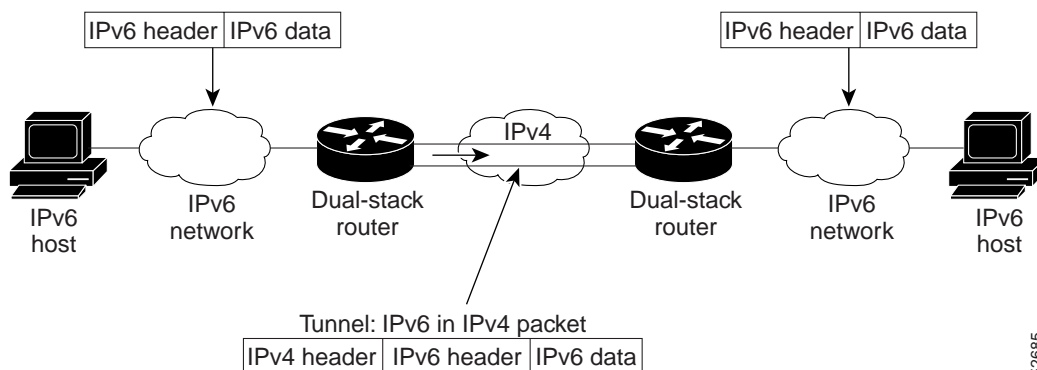 IPv6 header IPv6 data
IPv6 header IPv6 data
IPv4
IPv6
host
IPv6
network
Dual-stack
router
Dual-stack
router
IPv6
network
IPv6
host
Tunnel: IPv6 in IPv4 packet
IPv4 header IPv6 header IPv6 data